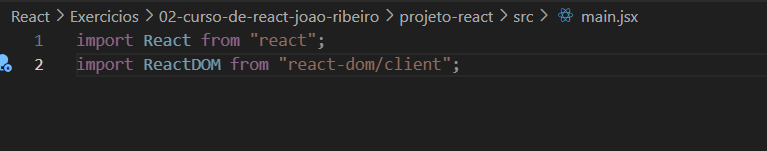 React > Exercicios > 02-curso-de-react-joao-ribeiro > projeto-react > src > main.jsx
1 import React from "react";
2 import ReactDOM from "react-dom/client";